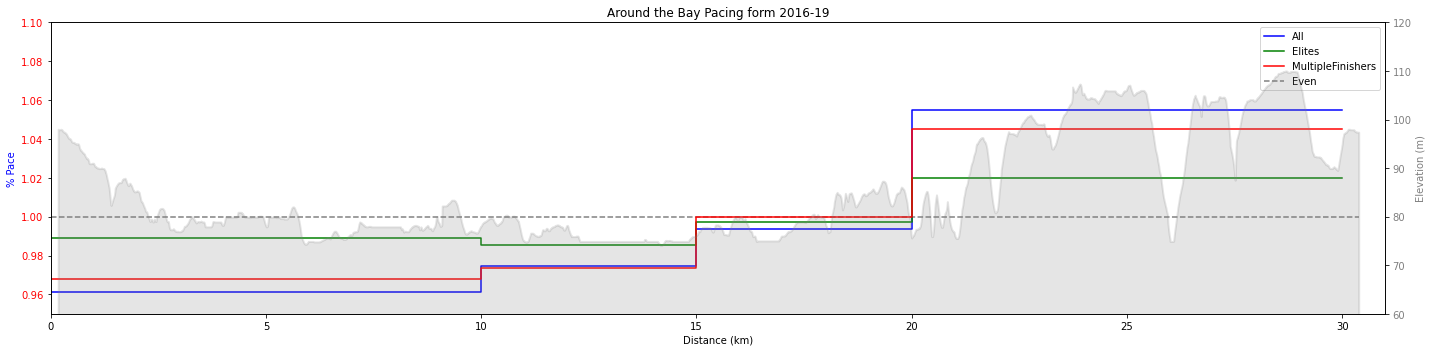 Around the Bay Pacing form 2016-19
1.10
1.08
1.06
1.04
1.02
1.00
0.98
0.96
% Pace
All
Elites
MultipleFinishers
Even
120
110
100
90
80
70
60
Elevation (m)
0
5
10
15
20
25
30
Distance (km)